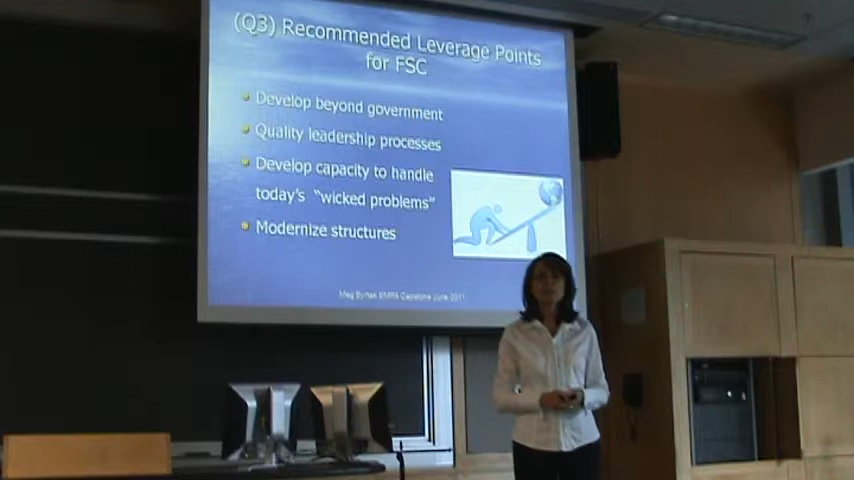 (Q3) Recommended Leverage Points
for FSC
Develop beyond government
Quality leadership processes
Develop capacity to handle
today's "wicked problems"
Modernize structures
Meg EMPA Capstone June 2011